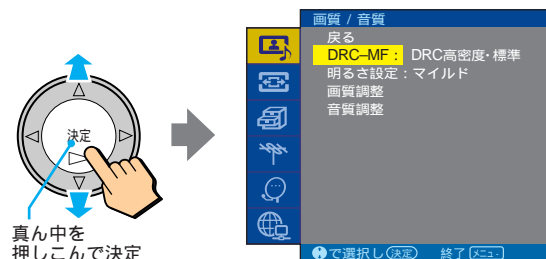 決定
真ん中を
押しこんで決定
画質 / 音質
戻る
DRC–MF： DRC高密度・標準
明るさ設定：マイルド
画質調整
音質調整
で選択し 決定 終了 メニュー